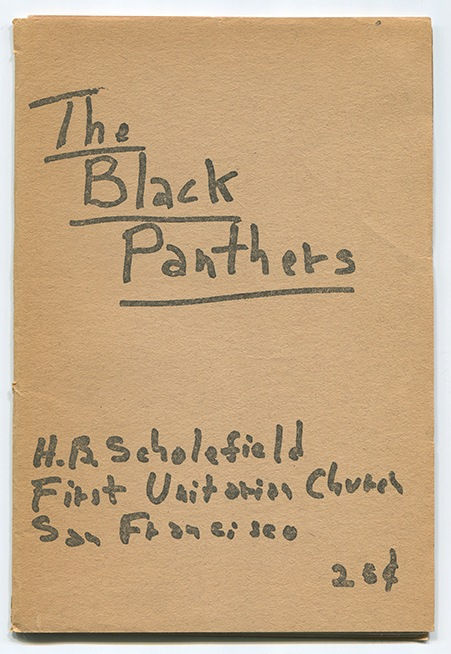 The
Black
Panthers
H.B. Scholefield
First Unitarian Church
San Francisco
25¢